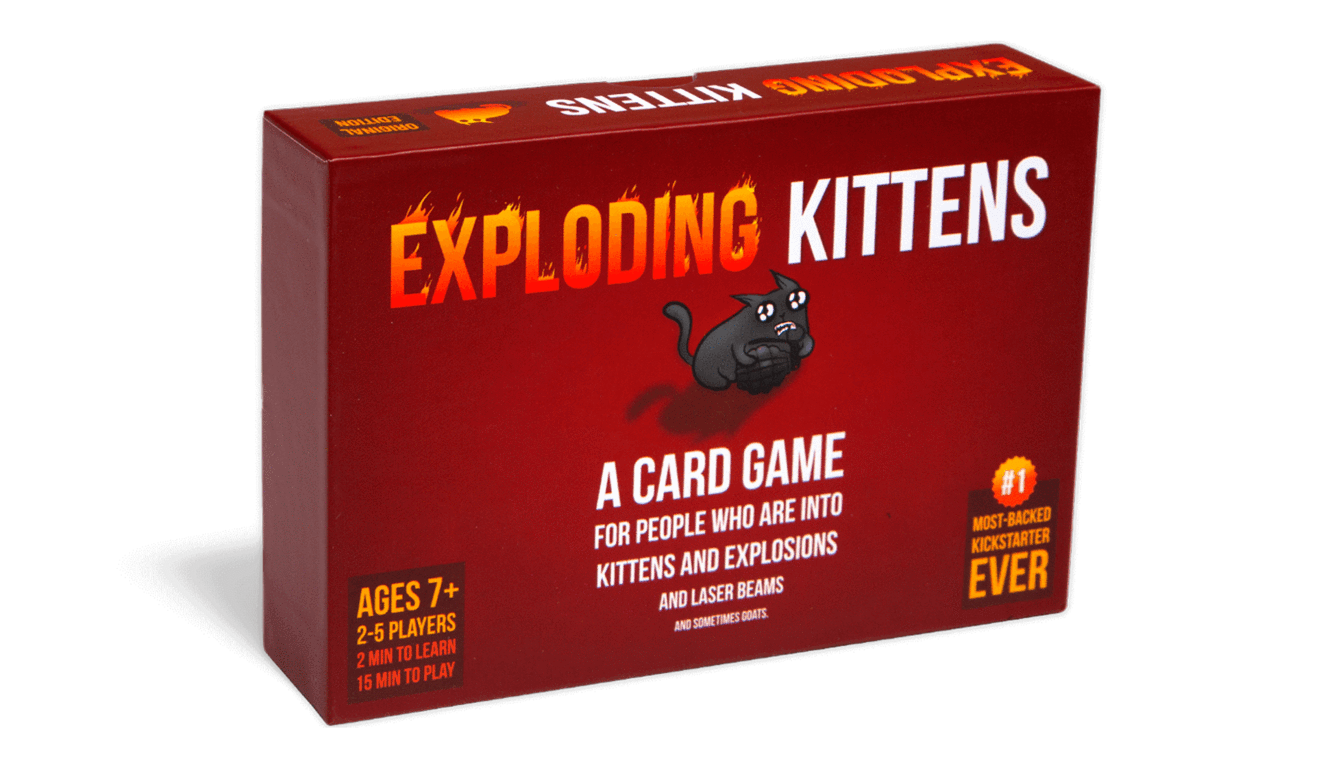 EXPLODING KITTENS
ORIGINAL
EDITION
EXPLODING KITTENS
A CARD GAME
FOR PEOPLE WHO ARE INTO
KITTENS AND EXPLOSIONS
AND LASER BEAMS
AND SOMETIMES GOATS.
AGES 7+
2-5 PLAYERS
2 MIN TO LEARN
15 MIN TO PLAY
#1
MOST-BACKED
KICKSTARTER
EVER